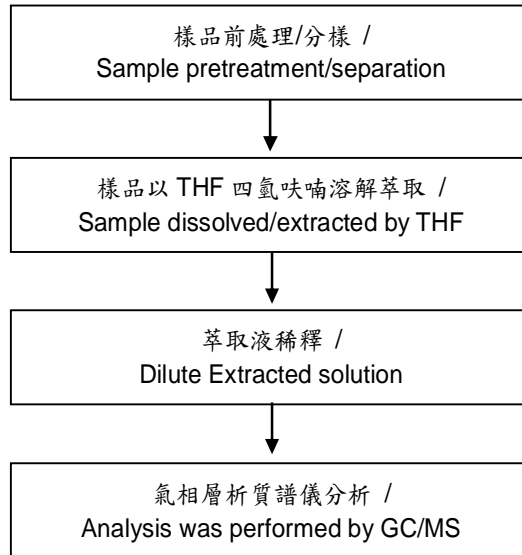 樣品前處理/分樣 /
Sample pretreatment/separation
樣品以 THF 四氫呋喃溶解萃取 /
Sample dissolved/extracted by THF
萃取液稀釋 /
Dilute Extracted solution
氣相層析質譜儀分析 /
Analysis was performed by GC/MS